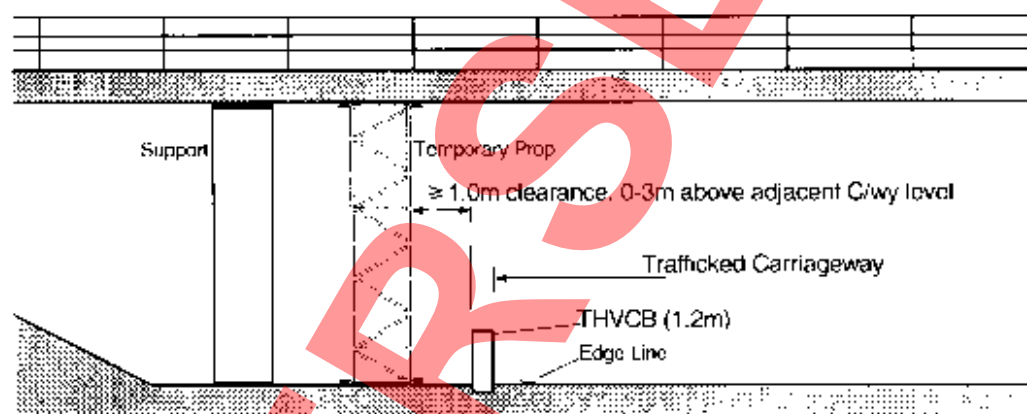 Support
Temporary Prop
≥ 1.0m clearance, 0-3m above adjacent C/wy level
Trafficked Carriageway
THVCB (1.2m)
Edge Line